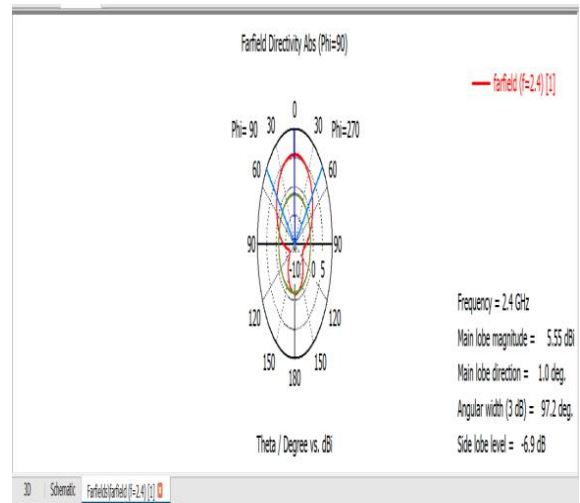 Farfield Directivity Abs (Phi=90)
farfield (f=2.4) [1]
0
Phi= 90 30 30 Phi=270
60 60
90 -10 0 5 90
120 120
150 150
180
Frequency = 2.4 GHz
Main lobe magnitude = 5.55 dBi
Main lobe direction = 1.0 deg.
Angular width (3 dB) = 97.2 deg.
Theta / Degree vs. dBi
Side lobe level = -6.9 dB
3D Schematic Farfields\farfield (f=2.4) [1]